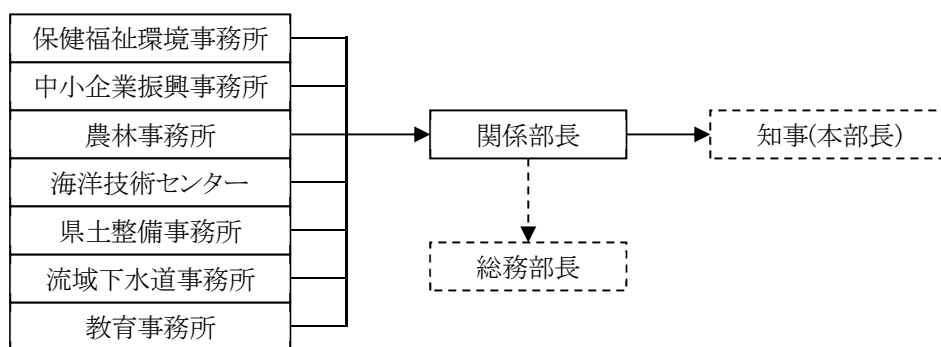 保健福祉環境事務所
中小企業振興事務所
農林事務所
海洋技術センター
県土整備事務所
流域下水道事務所
教育事務所
関係部長
知事(本部長)
総務部長